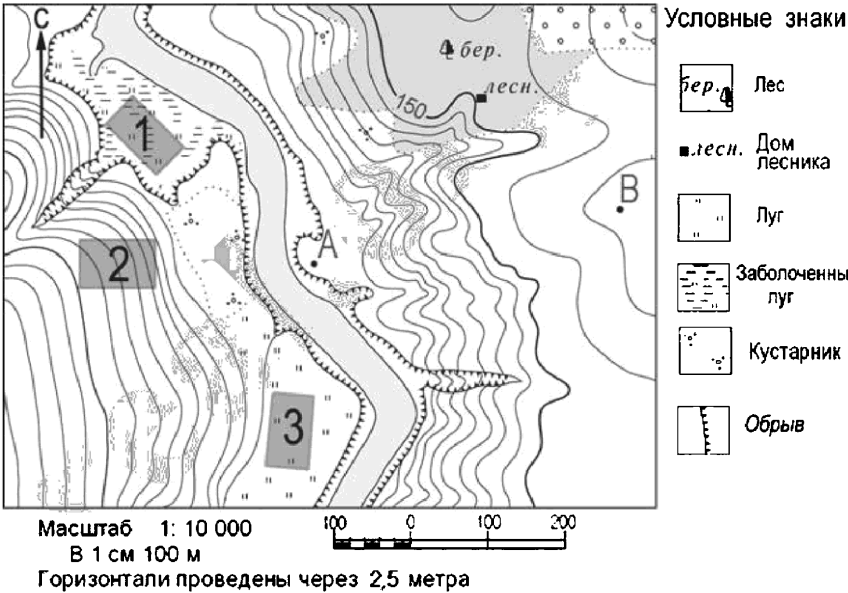 Условные знаки
С
бер.
лесн.
150
1
2
3
А
В
бер. Лес
лесн. Дом
лесника
Луг
Заболоченны
луг
Кустарник
Обрыв
Масштаб 1: 10 000
В 1 см 100 м
100 0 100 200
Горизонтали проведены через 2,5 метра